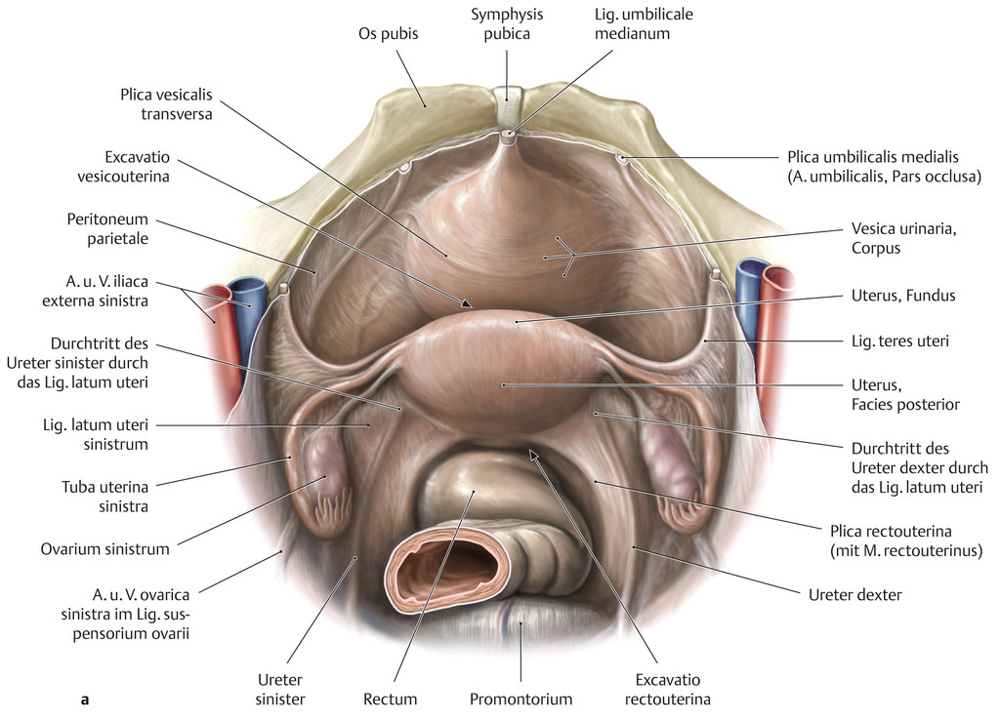 Os pubis
Symphysis
pubica
Lig. umbilicale
medianum
Plica vesicalis
transversa
Excavatio
vesicouterina
Peritoneum
parietale
A. u. V. iliaca
externa sinistra
Durchtritt des
Ureter sinister durch
das Lig. latum uteri
Lig. latum uteri
sinistrum
Tuba uterina
sinistra
Ovarium sinistrum
A. u. V. ovarica
sinistra im Lig. sus-
pensorium ovarii
Plica umbilicalis medialis
(A. umbilicalis, Pars occlusa)
Vesica urinaria,
Corpus
Uterus, Fundus
Lig. teres uteri
Uterus,
Facies posterior
Durchtritt des
Ureter dexter durch
das Lig. latum uteri
Plica rectouterina
(mit M. rectouterinus)
Ureter dexter
a
Ureter
sinister
Rectum
Promontorium
Excavatio
rectouterina